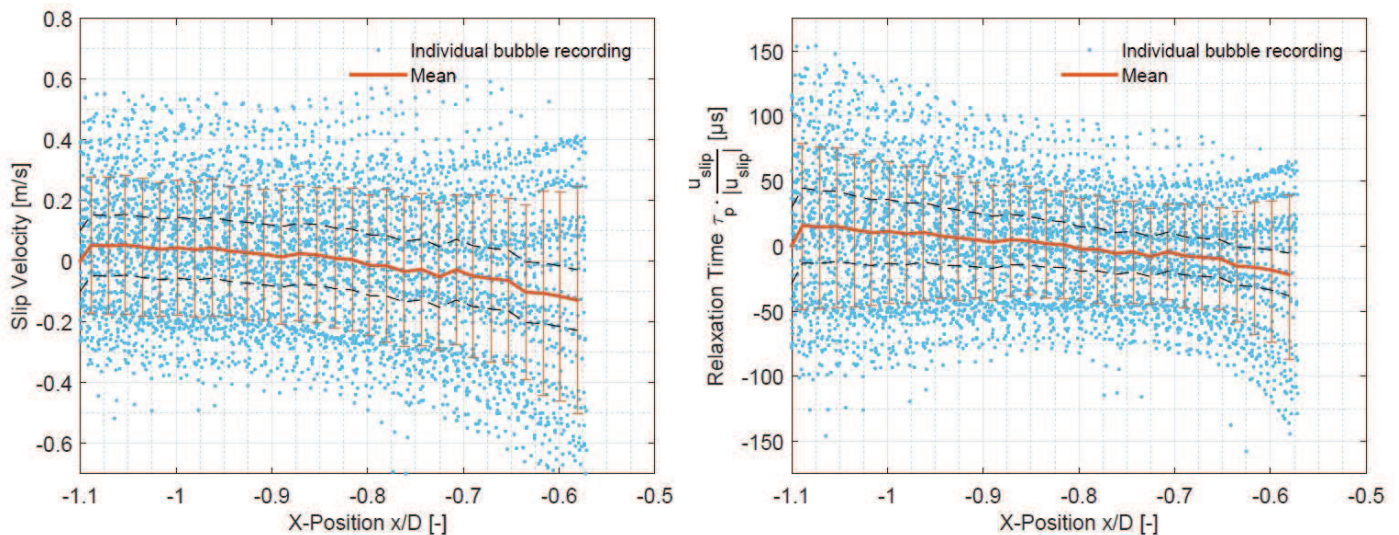 0.8
0.6
0.4
0.2
0
-0.2
-0.4
-0.6
Slip Velocity [m/s]
Individual bubble recording
Mean
-1.1 -1 -0.9 -0.8 -0.7 -0.6 -0.5
X-Position x/D [-]
150
100
50
0
-50
-100
-150
Relaxation Time τp · uslip / |uslip| [µs]
Individual bubble recording
Mean
-1.1 -1 -0.9 -0.8 -0.7 -0.6 -0.5
X-Position x/D [-]